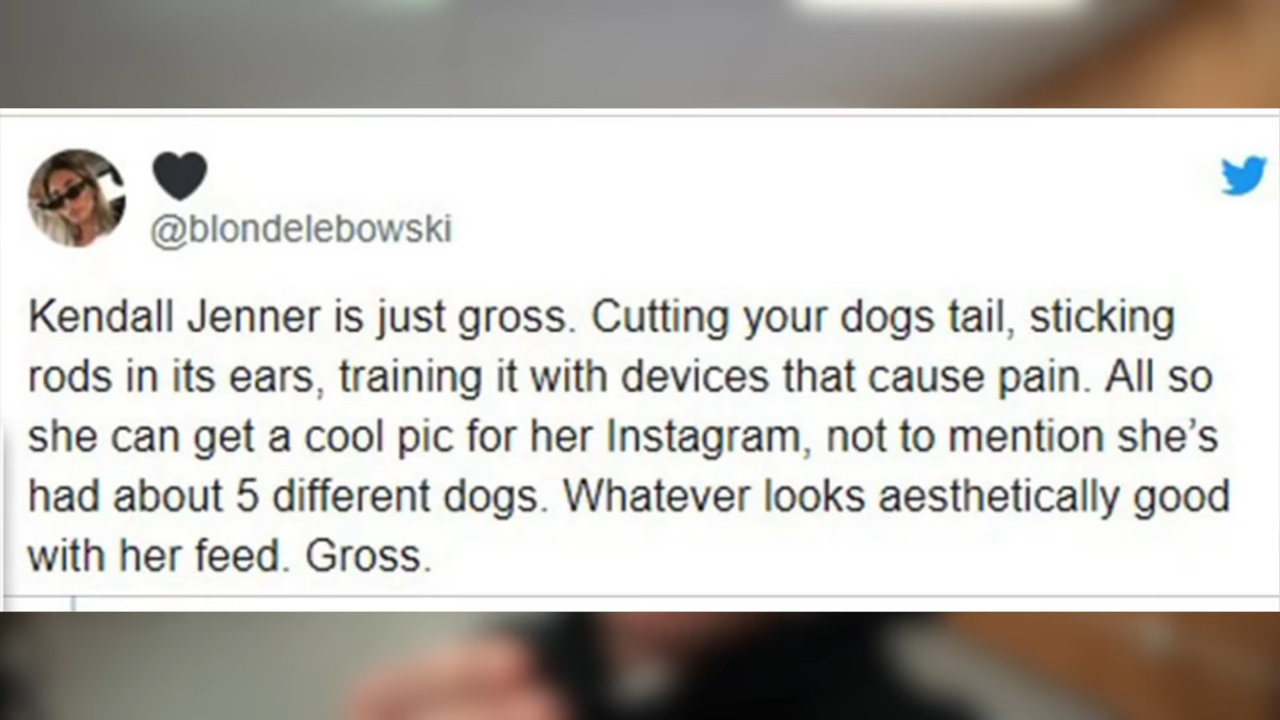 @blondelebowski
Kendall Jenner is just gross. Cutting your dogs tail, sticking
rods in its ears, training it with devices that cause pain. All so
she can get a cool pic for her Instagram, not to mention she’s
had about 5 different dogs. Whatever looks aesthetically good
with her feed. Gross.